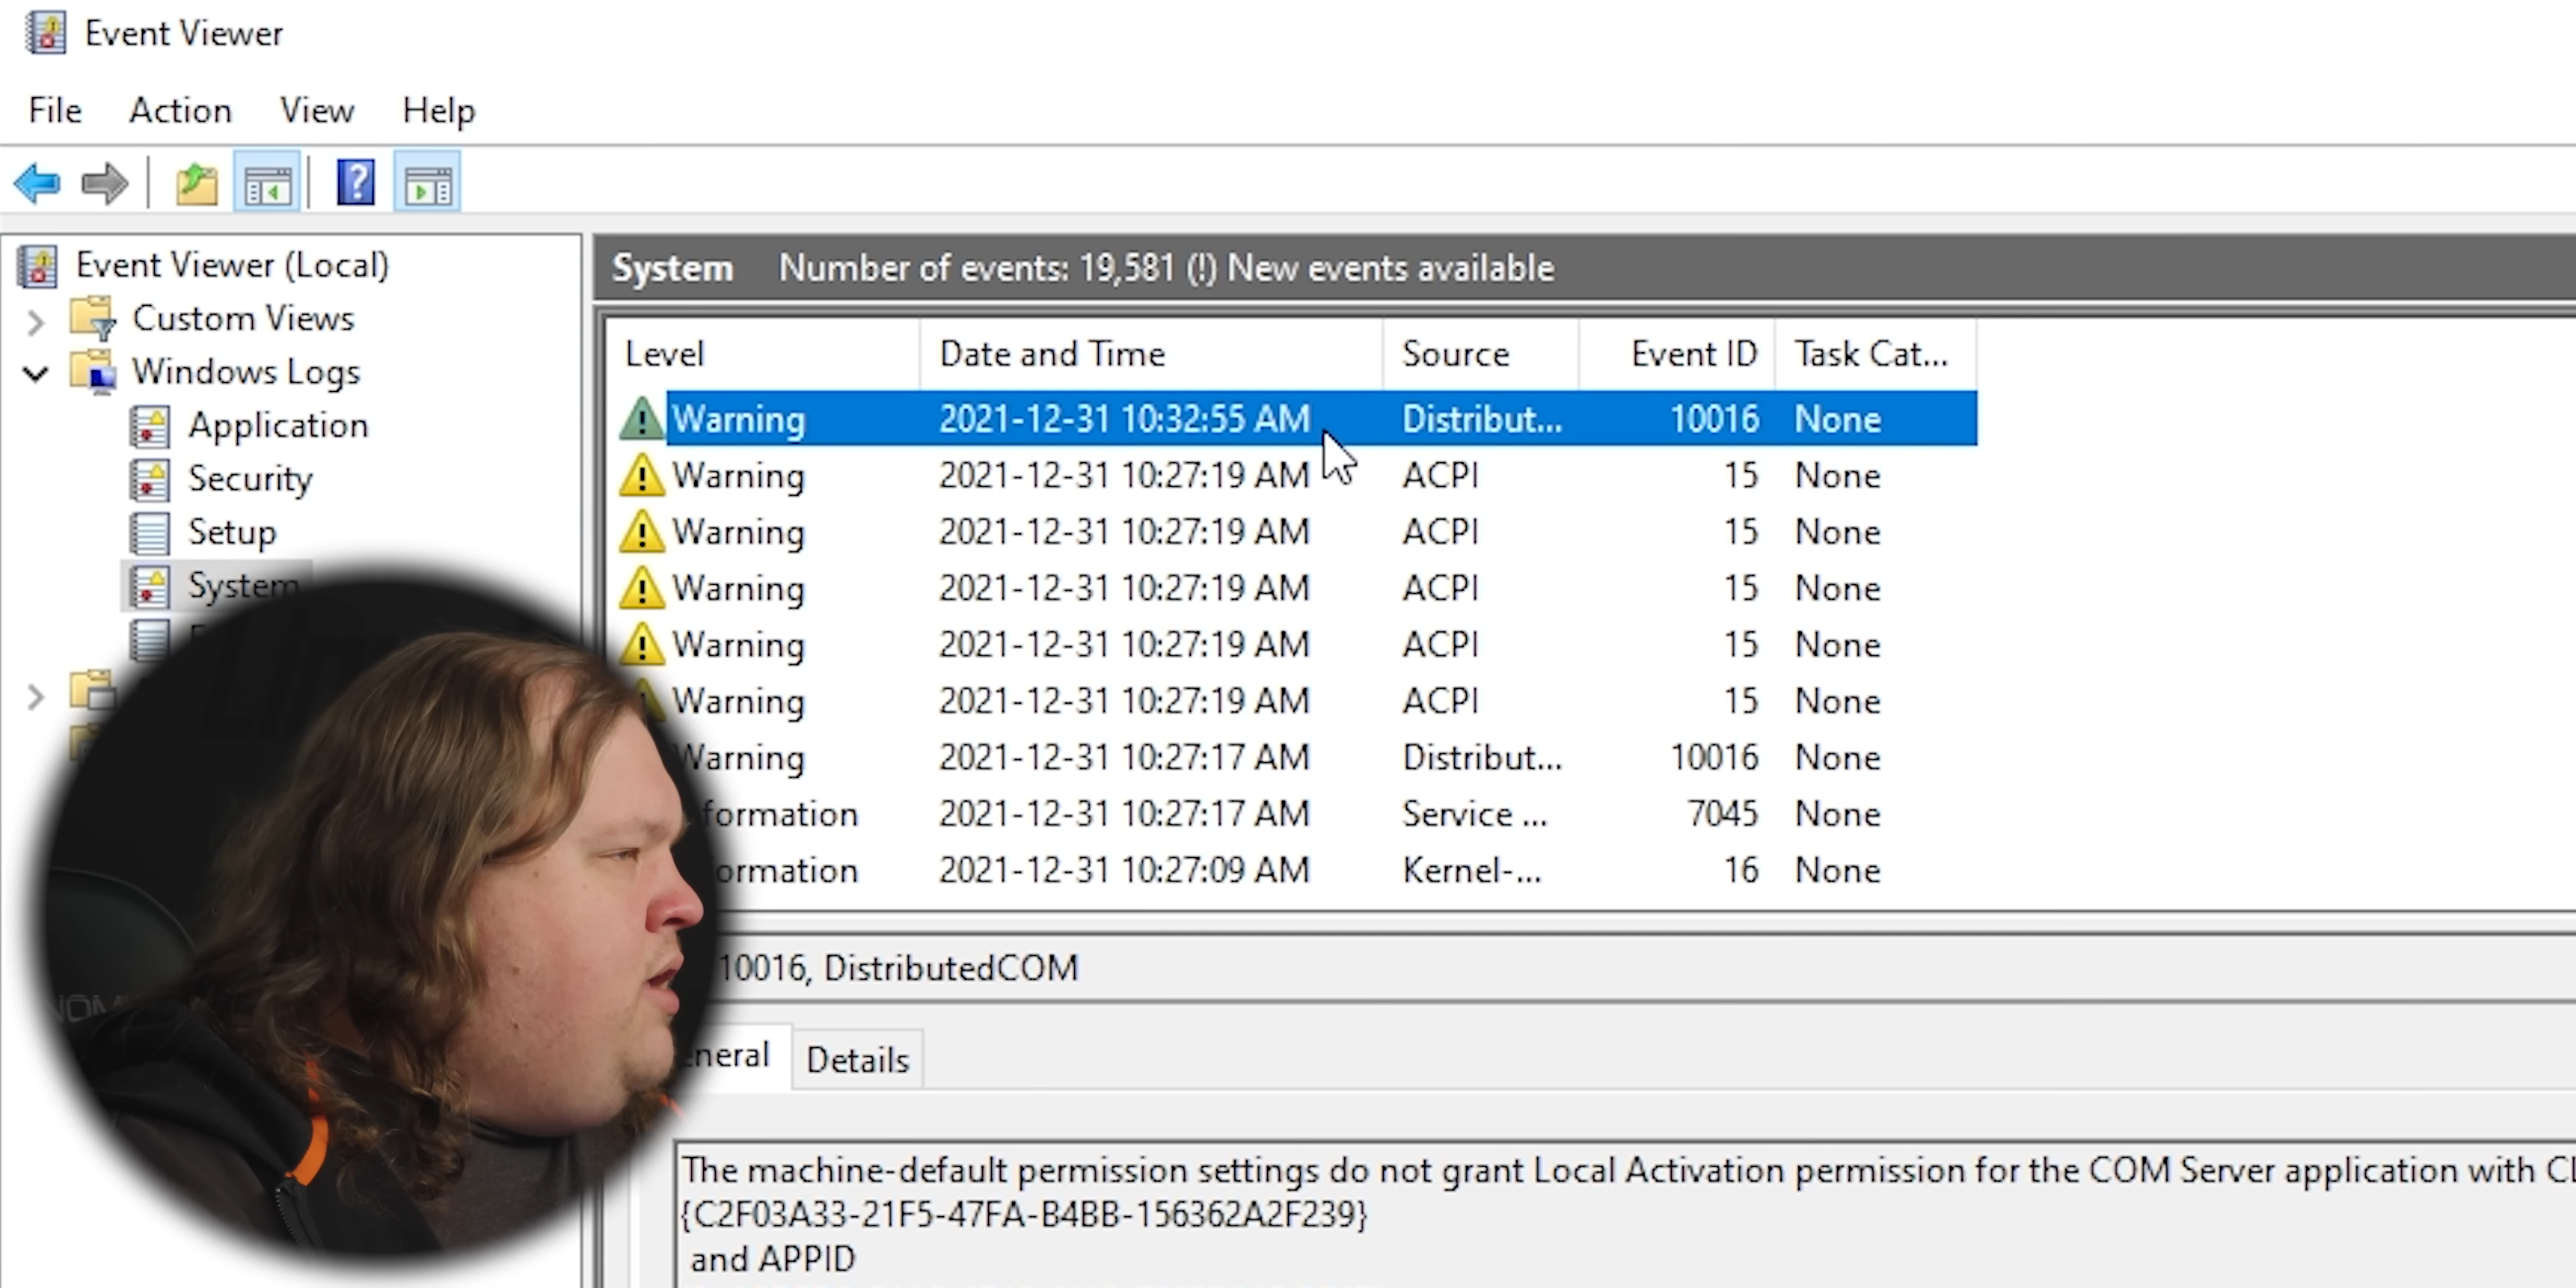 Event Viewer
File Action View Help
Event Viewer (Local)
Custom Views
Windows Logs
Application
Security
Setup
System
System Number of events: 19,581 (!) New events available
Level Date and Time Source Event ID Task Cat...
Warning 2021-12-31 10:32:55 AM Distribut... 10016 None
Warning 2021-12-31 10:27:19 AM ACPI 15 None
Warning 2021-12-31 10:27:19 AM ACPI 15 None
Warning 2021-12-31 10:27:19 AM ACPI 15 None
Warning 2021-12-31 10:27:19 AM ACPI 15 None
Warning 2021-12-31 10:27:19 AM ACPI 15 None
Warning 2021-12-31 10:27:17 AM Distribut... 10016 None
formation 2021-12-31 10:27:17 AM Service ... 7045 None
ormation 2021-12-31 10:27:09 AM Kernel-... 16 None
10016, DistributedCOM
eneral Details
The machine-default permission settings do not grant Local Activation permission for the COM Server application with CL
{C2F03A33-21F5-47FA-B4BB-156362A2F239}
and APPID